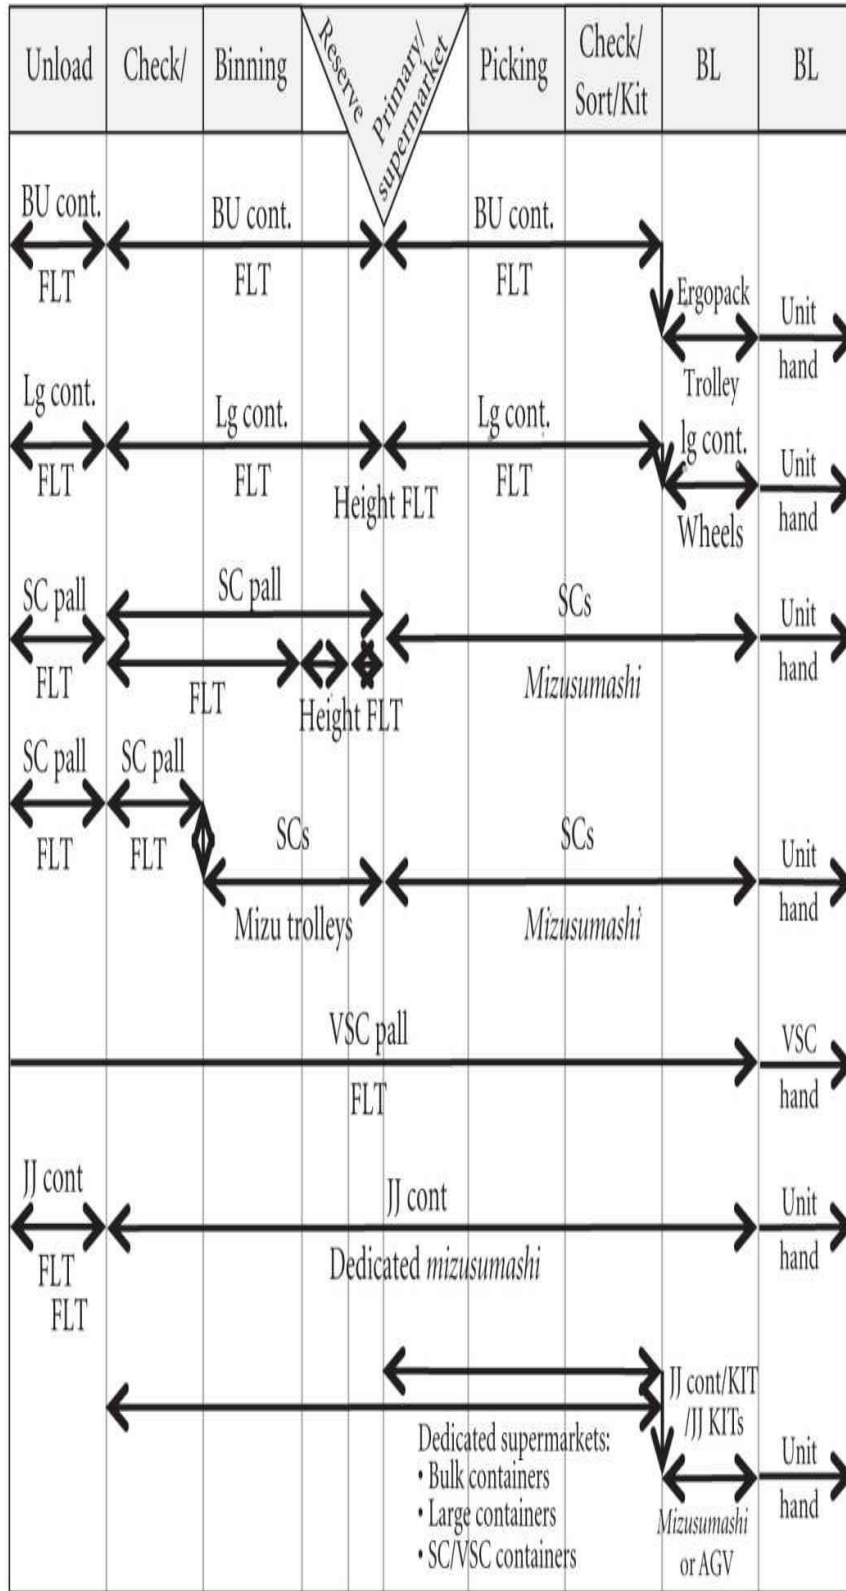 Unload
Check/
Binning
Reserve
Primary/
supermarket
Picking
Check/
Sort/Kit
BL
BL
BU cont.
FLT
BU cont.
FLT
BU cont.
FLT
Ergopack
Trolley
Unit
hand
Lg cont.
FLT
Lg cont.
FLT
Height FLT
Lg cont.
FLT
lg cont.
Wheels
Unit
hand
SC pall
FLT
SC pall
FLT
Height FLT
SCs
Mizusumashi
Unit
hand
SC pall
FLT
SC pall
FLT
SCs
Mizu trolleys
SCs
Mizusumashi
Unit
hand
VSC pall
FLT
VSC
hand
JJ cont
FLT
JJ cont
Dedicated mizusumashi
Unit
hand
FLT
Dedicated supermarkets:
• Bulk containers
• Large containers
• SC/VSC containers
JJ cont/KIT
/JJ KITs
Mizusumashi
or AGV
Unit
hand